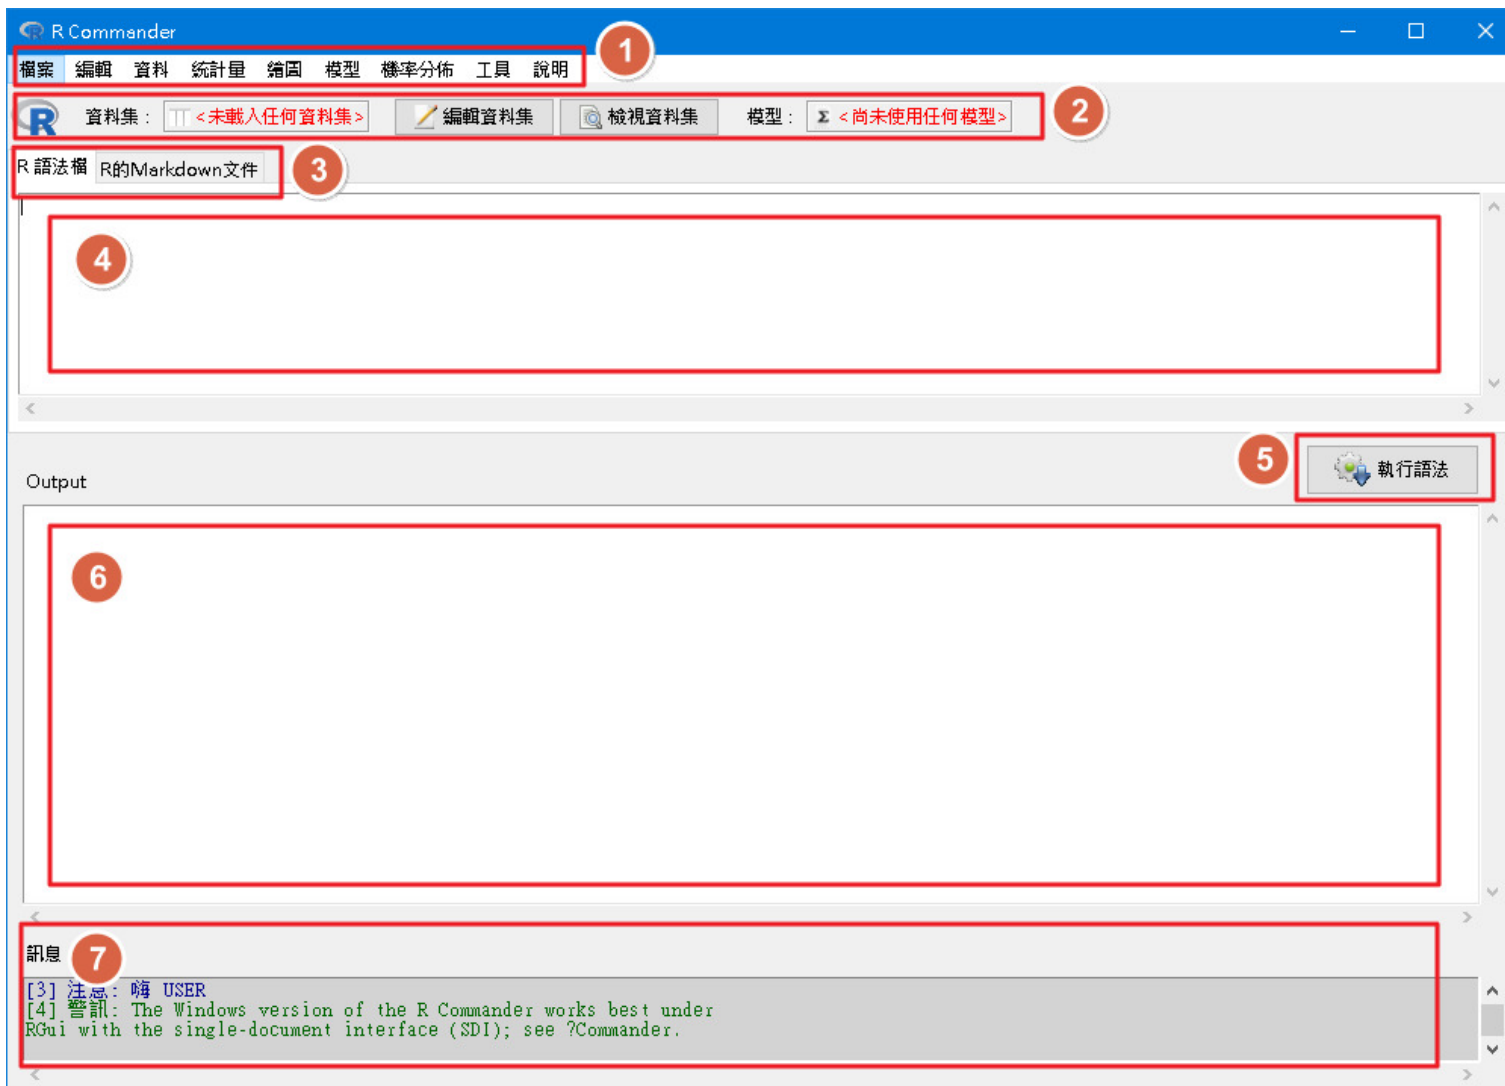 R Commander
檔案 編輯 資料 統計量 繪圖 模型 機率分佈 工具 說明
1
R 資料集： <未載入任何資料集> 編輯資料集 檢視資料集 模型： Σ <尚未使用任何模型>
2
R 語法檔 R的Markdown文件
3
4
5
執行語法
Output
6
訊息
7
[3] 注意: 嗨 USER
[4] 警訊: The Windows version of the R Commander works best under
RGui with the single-document interface (SDI); see ?Commander.